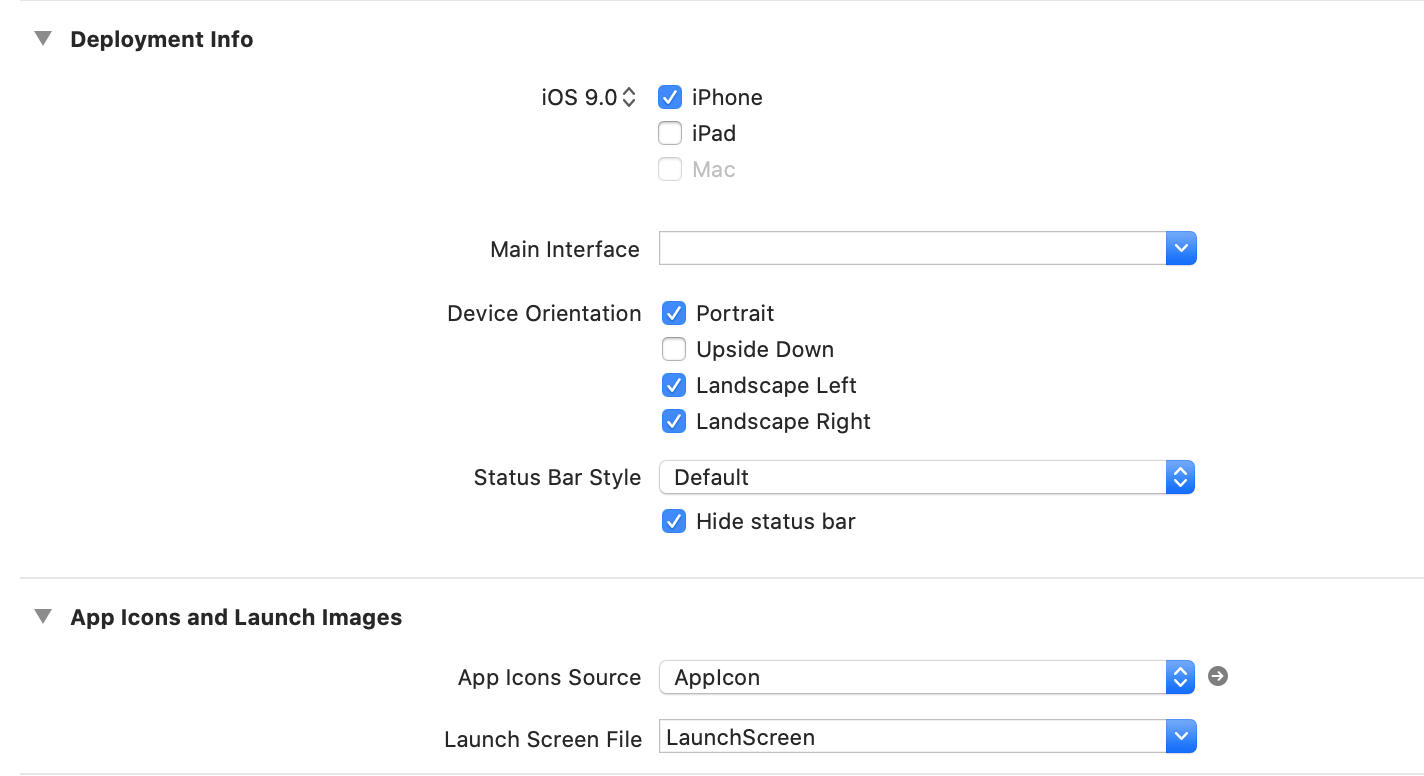 Deployment Info
iOS 9.0 iPhone
iPad
Mac
Main Interface
Device Orientation Portrait
Upside Down
Landscape Left
Landscape Right
Status Bar Style Default
Hide status bar
App Icons and Launch Images
App Icons Source AppIcon
Launch Screen File LaunchScreen